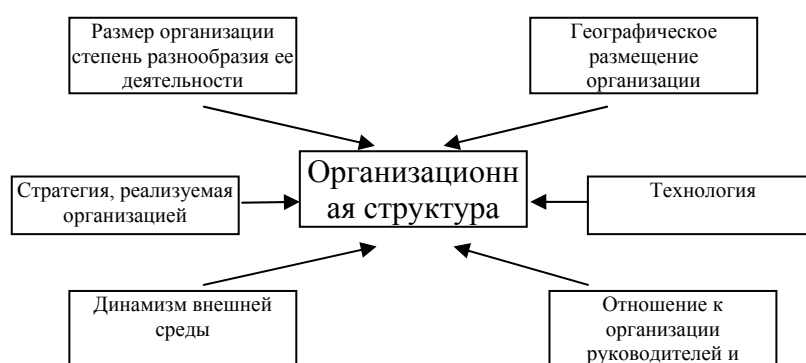 Размер организации
степень разнообразия ее
деятельности
Географическое
размещение
организации
Организационн
ая структура
Стратегия, реализуемая
организацией
Технология
Динамизм внешней
среды
Отношение к
организации
руководителей и